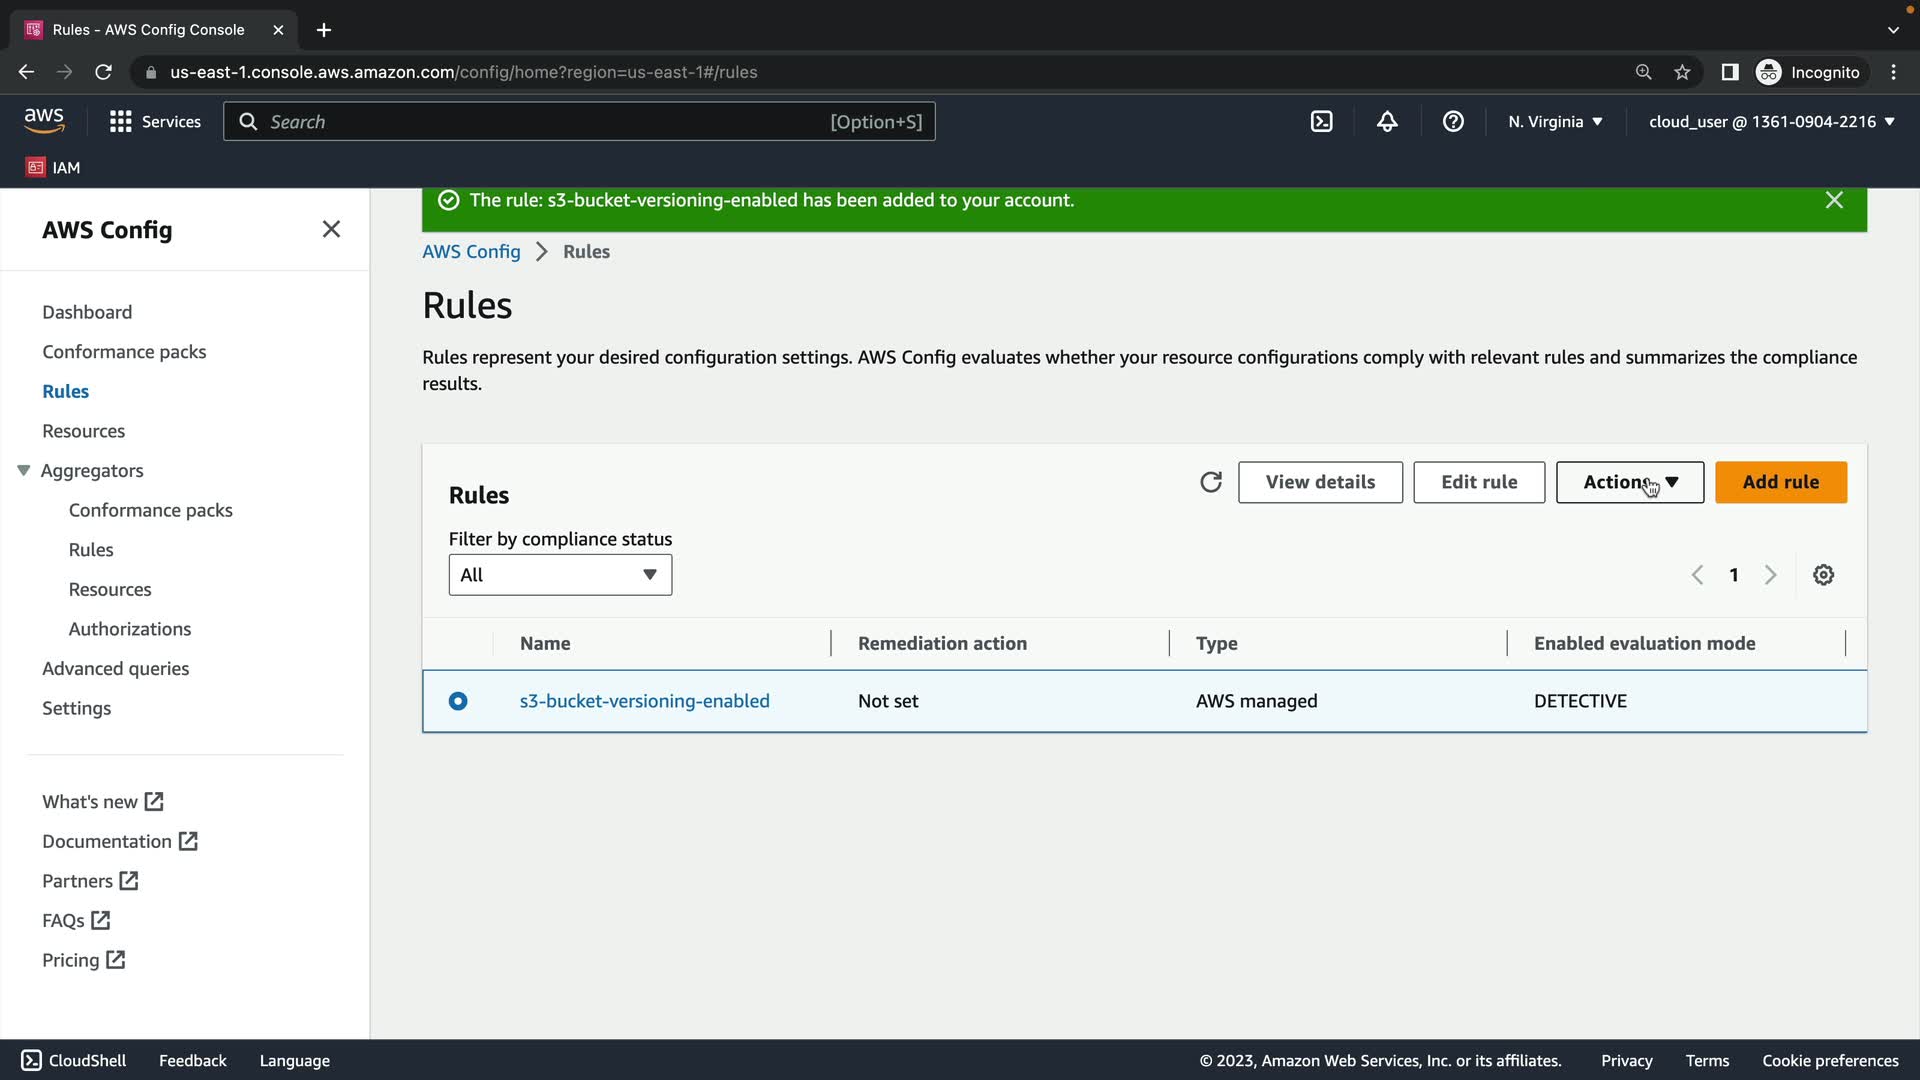 Rules - AWS Config Console
us-east-1.console.aws.amazon.com/config/home?region=us-east-1#/rules
Incognito
aws
Services
Search
[Option+S]
N. Virginia
cloud_user @ 1361-0904-2216
IAM
AWS Config
Dashboard
Conformance packs
Rules
Resources
Aggregators
Conformance packs
Rules
Resources
Authorizations
Advanced queries
Settings
What's new
Documentation
Partners
FAQs
Pricing
The rule: s3-bucket-versioning-enabled has been added to your account.
AWS Config > Rules
Rules
Rules represent your desired configuration settings. AWS Config evaluates whether your resource configurations comply with relevant rules and summarizes the compliance
results.
Rules
View details
Edit rule
Actions
Add rule
Filter by compliance status
All
1
Name
Remediation action
Type
Enabled evaluation mode
s3-bucket-versioning-enabled
Not set
AWS managed
DETECTIVE
CloudShell
Feedback
Language
© 2023, Amazon Web Services, Inc. or its affiliates.
Privacy
Terms
Cookie preferences